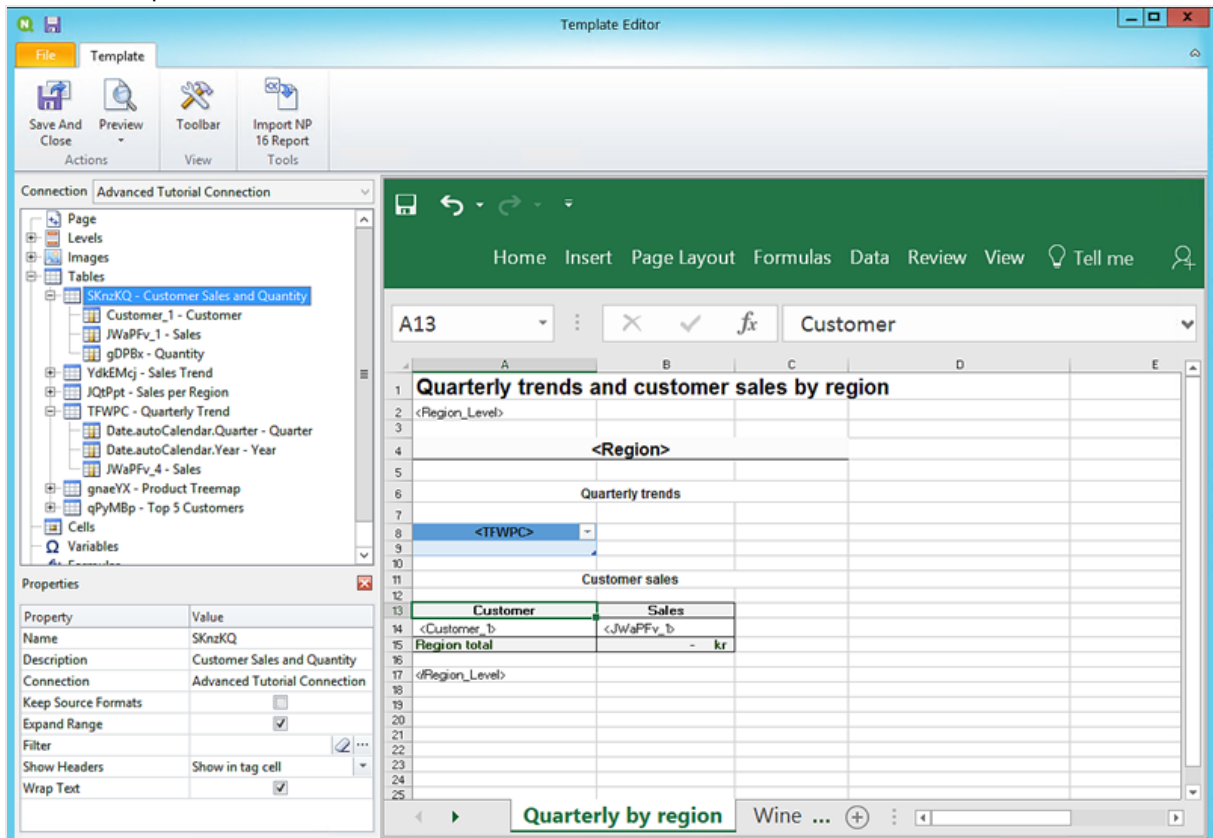 Template Editor
File Template
Save And Close
Preview
Toolbar
Import NP 16 Report
Actions
View
Tools
Connection Advanced Tutorial Connection
Page
Levels
Images
Tables
SKnzKQ - Customer Sales and Quantity
Customer_1 - Customer
JWaPFv_1 - Sales
gDPBx - Quantity
YdkEMcj - Sales Trend
JQtPpt - Sales per Region
TFWPC - Quarterly Trend
Date.autoCalendar.Quarter - Quarter
Date.autoCalendar.Year - Year
JWaPFv_4 - Sales
gnaeYX - Product Treemap
qPyMBp - Top 5 Customers
Cells
Variables
Properties
Property Value
Name SKnzKQ
Description Customer Sales and Quantity
Connection Advanced Tutorial Connection
Keep Source Formats
Expand Range
Filter
Show Headers Show in tag cell
Wrap Text
Home Insert Page Layout Formulas Data Review View Tell me
A13 fx Customer
A B C D E
1 Quarterly trends and customer sales by region
2 <Region_Level>
3
4 <Region>
5
6 Quarterly trends
7
8 <TFWPC>
9
10
11 Customer sales
12
13 Customer Sales
14 <Customer_1> <JWaPFv_1>
15 Region total - kr
16
17 </Region_Level>
18
19
20
21
22
23
24
25
Quarterly by region Wine ...